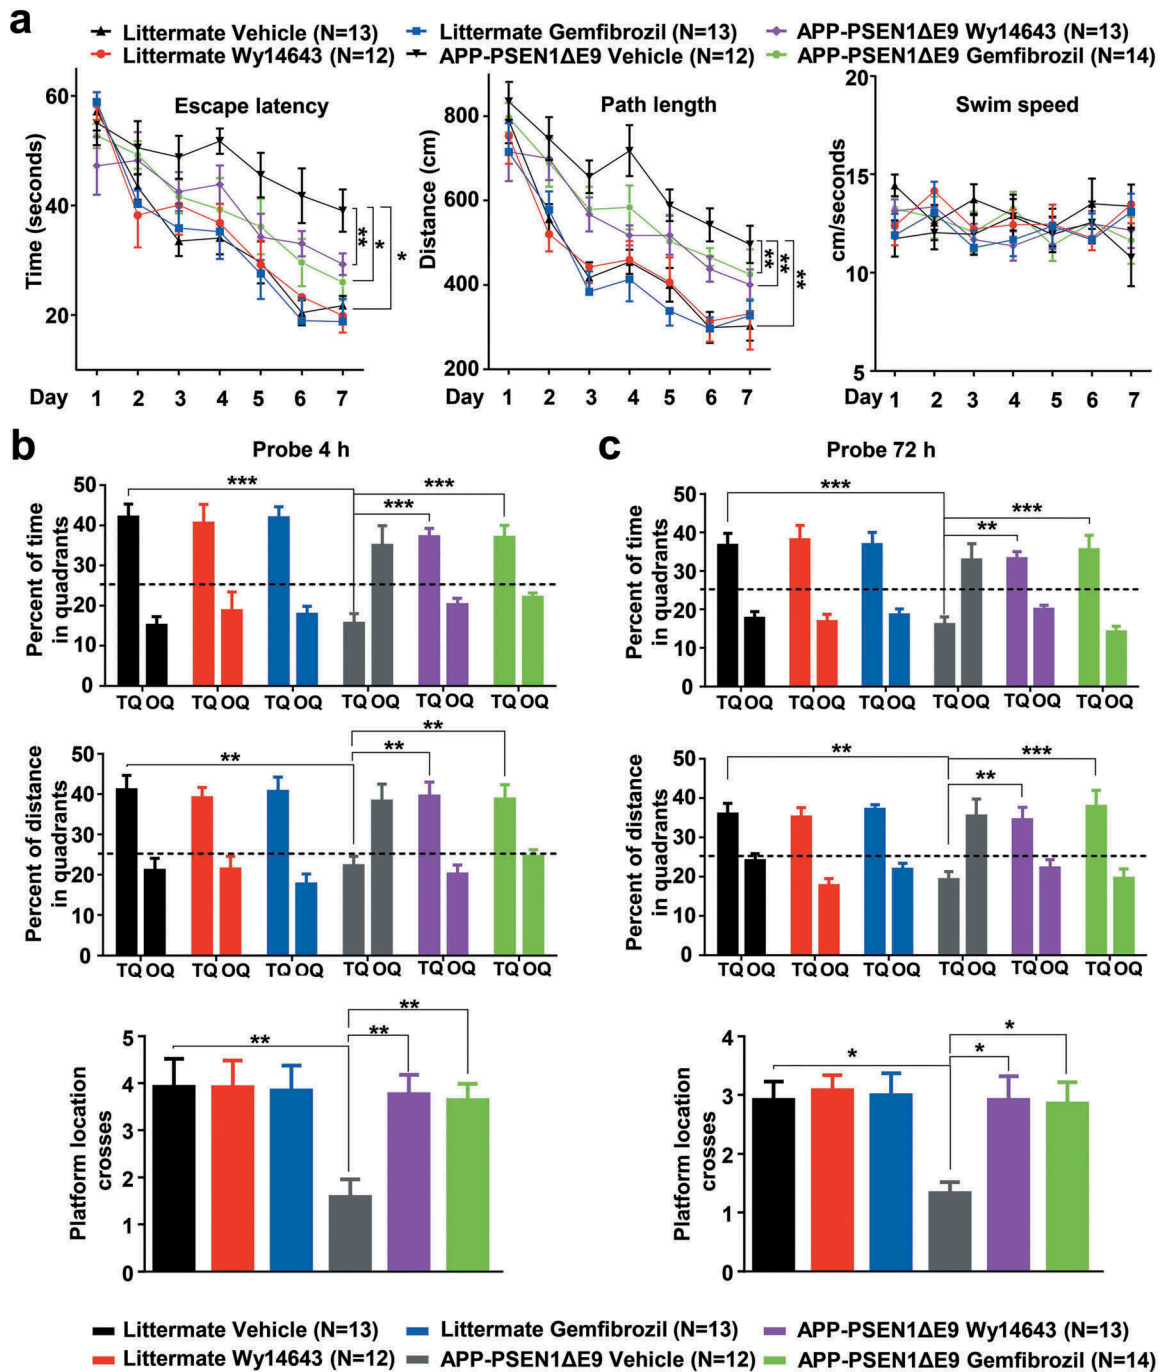 a
Littermate Vehicle (N=13) Littermate Gemfibrozil (N=13) APP-PSEN1ΔE9 Wy14643 (N=13)
Littermate Wy14643 (N=12) APP-PSEN1ΔE9 Vehicle (N=12) APP-PSEN1ΔE9 Gemfibrozil (N=14)
Escape latency
Time (seconds)
60
40
20
** * *
Day 1 2 3 4 5 6 7
Path length
Distance (cm)
800
600
400
200
** ** **
Day 1 2 3 4 5 6 7
Swim speed
cm/seconds
20
15
10
5
Day 1 2 3 4 5 6 7
b
Probe 4 h
Percent of time
in quadrants
50
40
30
20
10
0
*** *** ***
TQ OQ TQ OQ TQ OQ TQ OQ TQ OQ TQ OQ
Percent of distance
in quadrants
50
40
30
20
10
0
** ** **
TQ OQ TQ OQ TQ OQ TQ OQ TQ OQ TQ OQ
Platform location
crosses
5
4
3
2
1
0
** ** **
c
Probe 72 h
Percent of time
in quadrants
50
40
30
20
10
0
*** ** ***
TQ OQ TQ OQ TQ OQ TQ OQ TQ OQ TQ OQ
Percent of distance
in quadrants
50
40
30
20
10
0
** ** ***
TQ OQ TQ OQ TQ OQ TQ OQ TQ OQ TQ OQ
Platform location
crosses
4
3
2
1
0
* * *
Littermate Vehicle (N=13) Littermate Gemfibrozil (N=13) APP-PSEN1ΔE9 Wy14643 (N=13)
Littermate Wy14643 (N=12) APP-PSEN1ΔE9 Vehicle (N=12) APP-PSEN1ΔE9 Gemfibrozil (N=14)